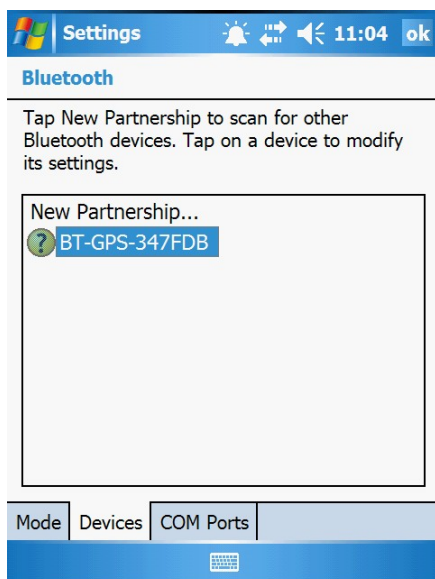 Settings 11:04 ok
Bluetooth
Tap New Partnership to scan for other
Bluetooth devices. Tap on a device to modify
its settings.
New Partnership...
? BT-GPS-347FDB
Mode Devices COM Ports